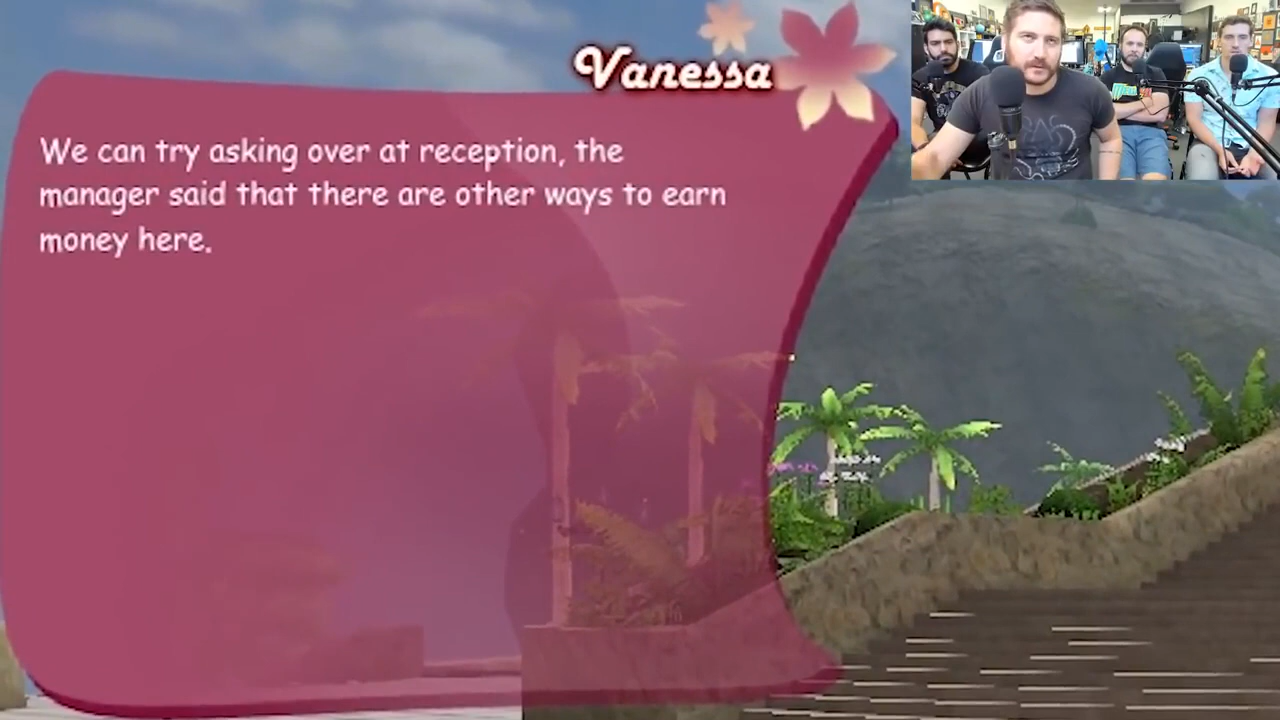 Vanessa
We can try asking over at reception, the
manager said that there are other ways to earn
money here.